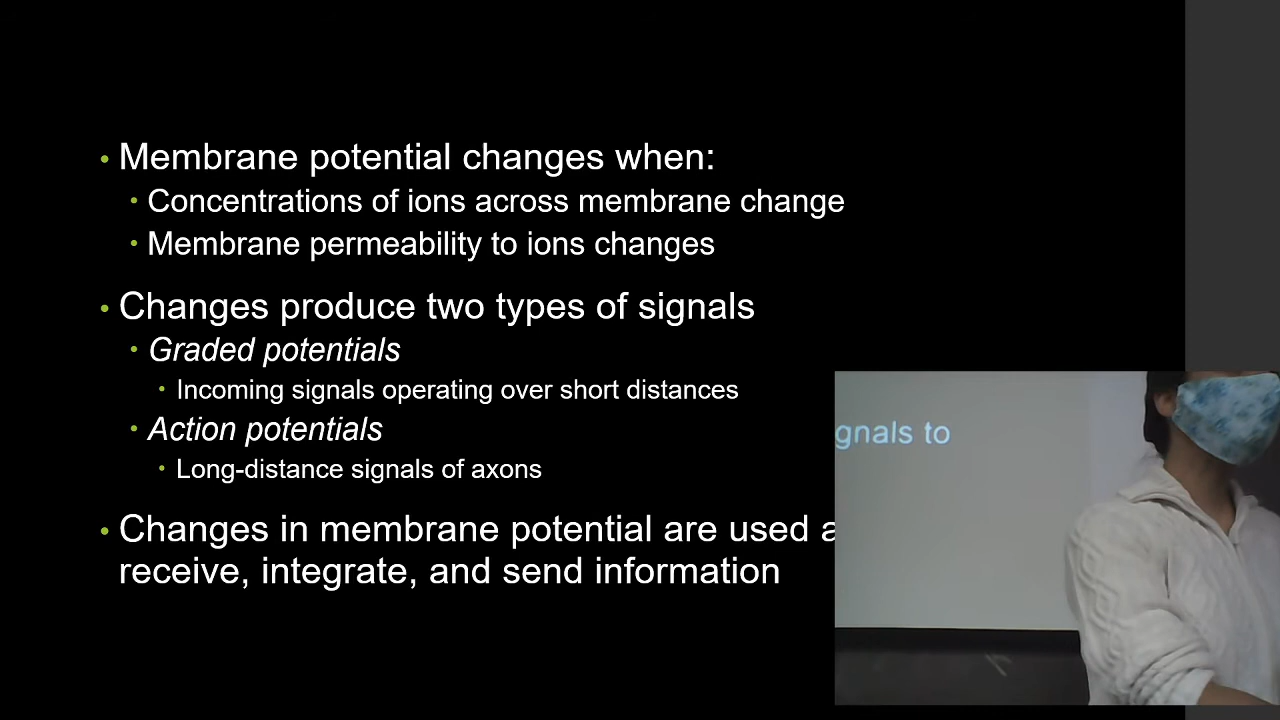 Membrane potential changes when:
Concentrations of ions across membrane change
Membrane permeability to ions changes
Changes produce two types of signals
Graded potentials
Incoming signals operating over short distances
Action potentials
Long-distance signals of axons
Changes in membrane potential are used a
receive, integrate, and send information
gnals to